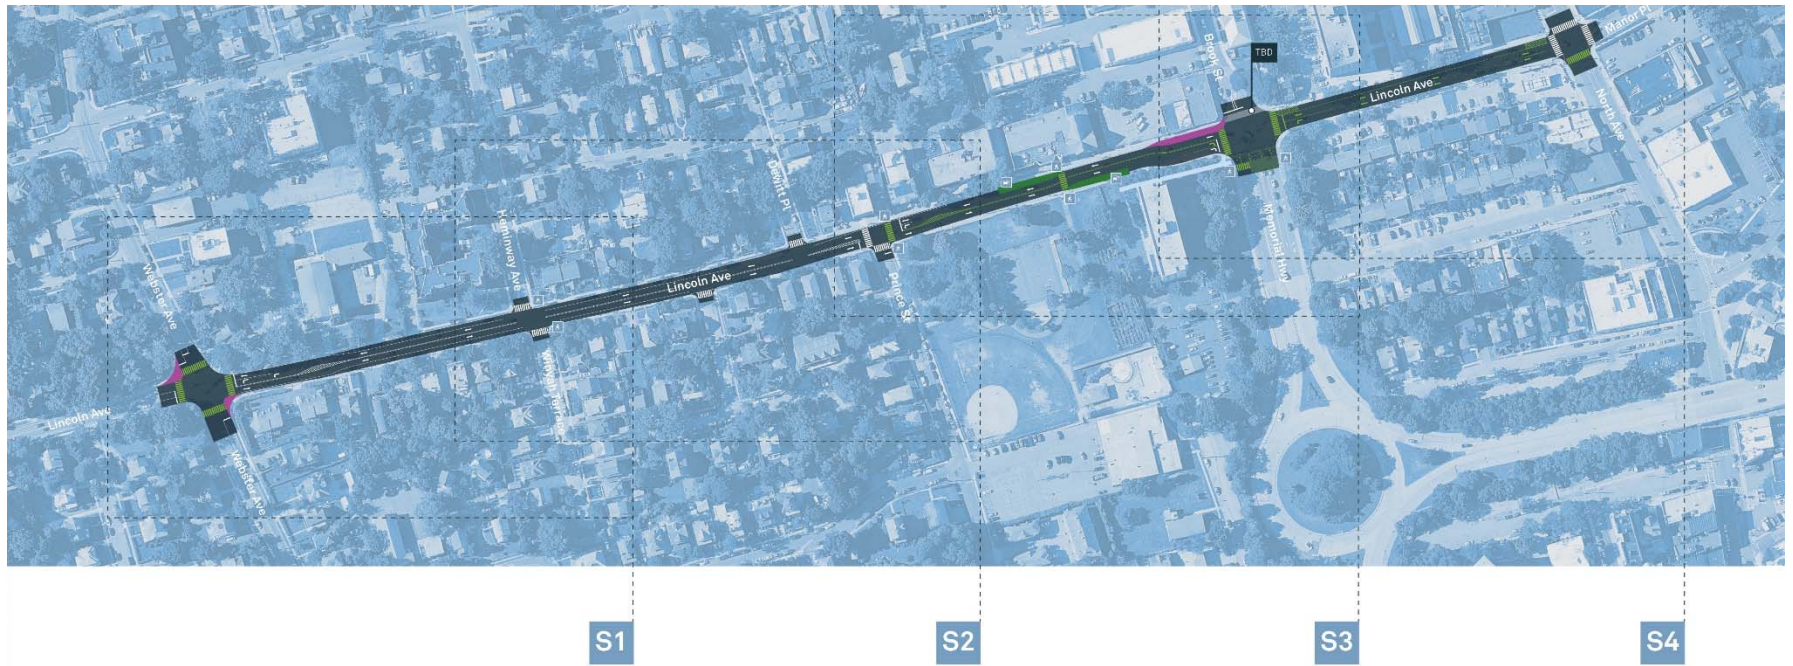 Manor Pl
Brook St
TBD
Lincoln Ave
North Ave
Dewitt Pl
Memorial Hwy
Heminway Ave
Lincoln Ave
Prince St
Webster Ave
Lincoln Ave
Webster Ave
S1
S2
S3
S4